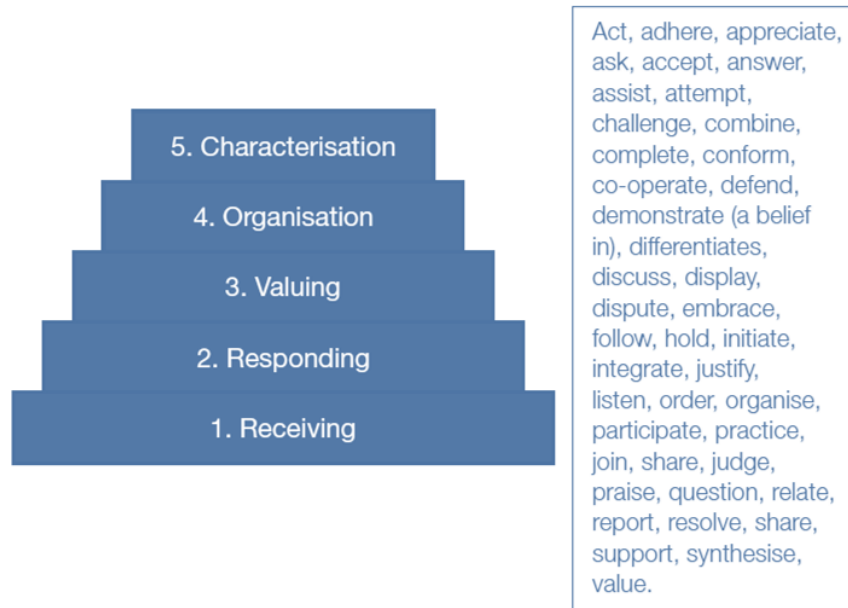 5. Characterisation
4. Organisation
3. Valuing
2. Responding
1. Receiving
Act, adhere, appreciate,
ask, accept, answer,
assist, attempt,
challenge, combine,
complete, conform,
co-operate, defend,
demonstrate (a belief
in), differentiates,
discuss, display,
dispute, embrace,
follow, hold, initiate,
integrate, justify,
listen, order, organise,
participate, practice,
join, share, judge,
praise, question, relate,
report, resolve, share,
support, synthesise,
value.